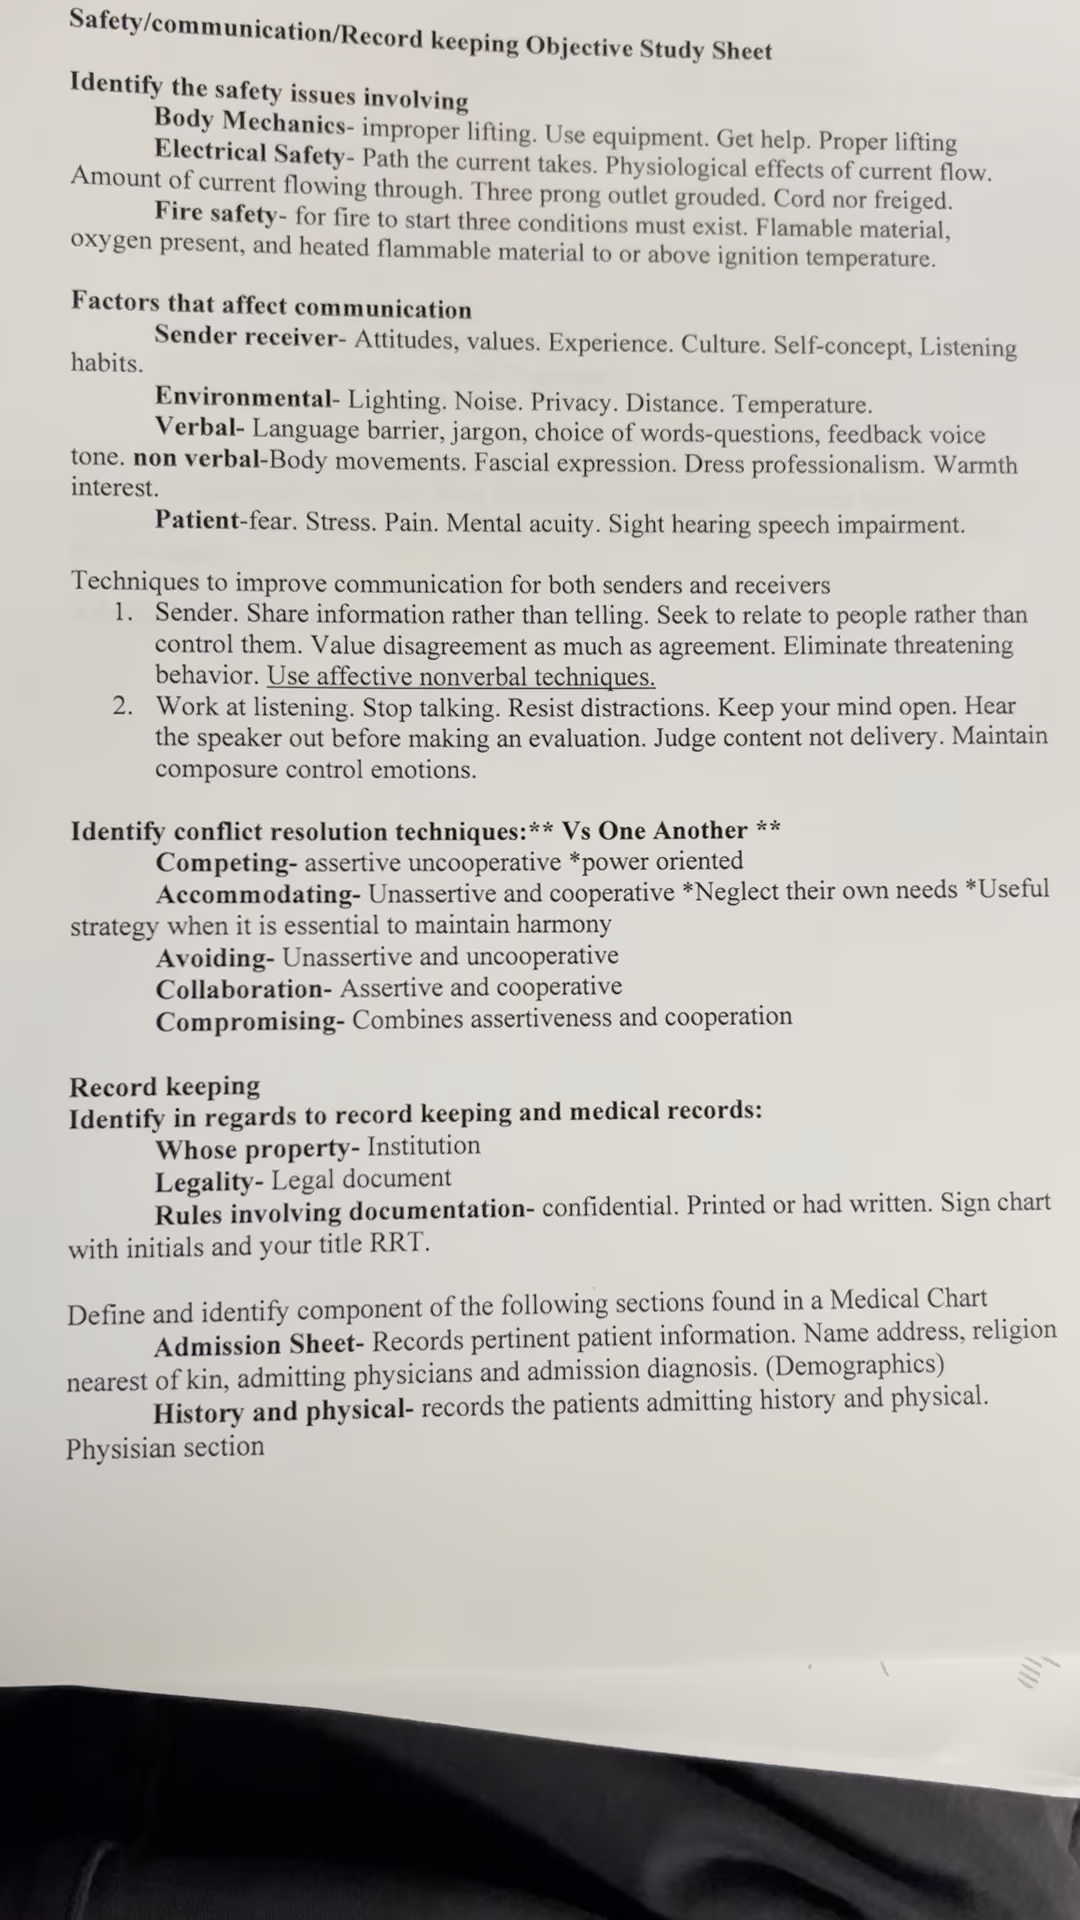 Safety/communication/Record keeping Objective Study Sheet
Identify the safety issues involving
Body Mechanics- improper lifting. Use equipment. Get help. Proper lifting
Electrical Safety- Path the current takes. Physiological effects of current flow.
Amount of current flowing through. Three prong outlet grouded. Cord nor freiged.
Fire safety- for fire to start three conditions must exist. Flamable material,
oxygen present, and heated flammable material to or above ignition temperature.
Factors that affect communication
Sender receiver- Attitudes, values. Experience. Culture. Self-concept, Listening
habits.
Environmental- Lighting. Noise. Privacy. Distance. Temperature.
Verbal- Language barrier, jargon, choice of words-questions, feedback voice
tone. non verbal-Body movements. Fascial expression. Dress professionalism. Warmth
interest.
Patient-fear. Stress. Pain. Mental acuity. Sight hearing speech impairment.
Techniques to improve communication for both senders and receivers
1. Sender. Share information rather than telling. Seek to relate to people rather than
control them. Value disagreement as much as agreement. Eliminate threatening
behavior. Use affective nonverbal techniques.
2. Work at listening. Stop talking. Resist distractions. Keep your mind open. Hear
the speaker out before making an evaluation. Judge content not delivery. Maintain
composure control emotions.
Identify conflict resolution techniques:** Vs One Another **
Competing- assertive uncooperative *power oriented
Accommodating- Unassertive and cooperative *Neglect their own needs *Useful
strategy when it is essential to maintain harmony
Avoiding- Unassertive and uncooperative
Collaboration- Assertive and cooperative
Compromising- Combines assertiveness and cooperation
Record keeping
Identify in regards to record keeping and medical records:
Whose property- Institution
Legality- Legal document
Rules involving documentation- confidential. Printed or had written. Sign chart
with initials and your title RRT.
Define and identify component of the following sections found in a Medical Chart
Admission Sheet- Records pertinent patient information. Name address, religion
nearest of kin, admitting physicians and admission diagnosis. (Demographics)
History and physical- records the patients admitting history and physical.
Physisian section